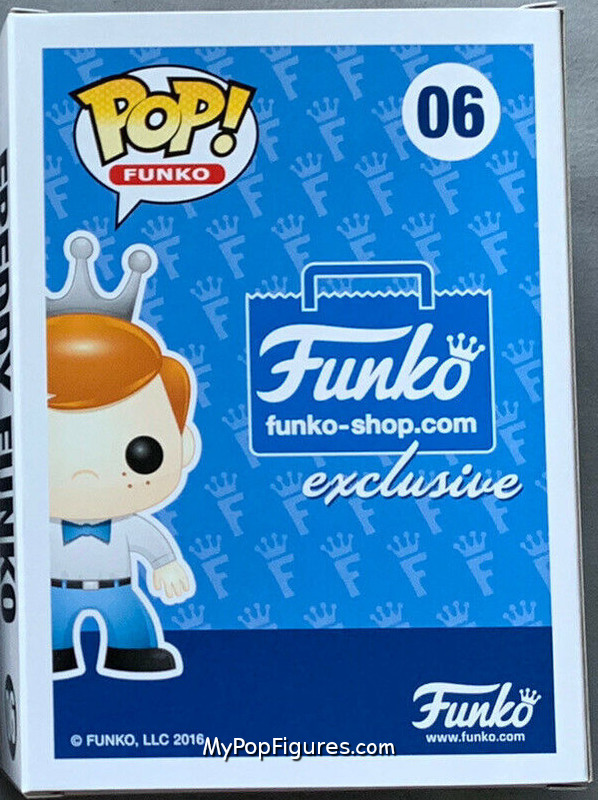 POP!
FUNKO
06
FREDDY FUNKO
Funko
funko-shop.com
exclusive
Funko
www.funko.com
© FUNKO, LLC 2016
MyPopFigures.com